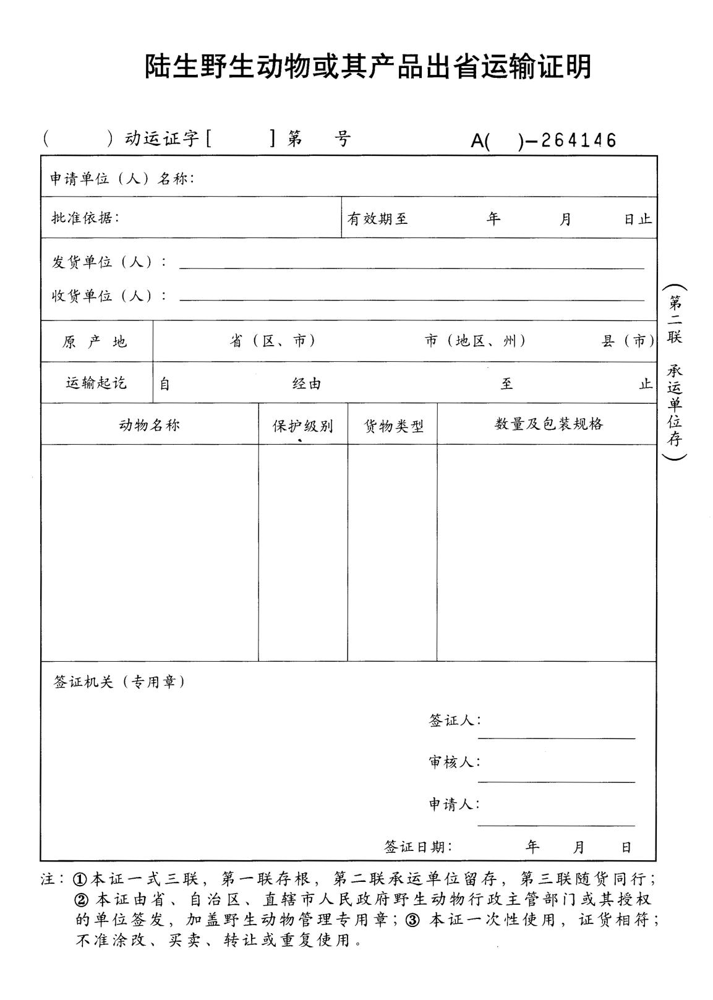 陆生野生动物或其产品出省运输证明
(　　　)动运证字[　　　]第　号　　A(　)-264146
申请单位（人）名称：
批准依据：　有效期至　年　月　日止
发货单位（人）：
收货单位（人）：
原产地　省（区、市）　市（地区、州）　县（市）
运输起讫　自　经由　至　止
动物名称　保护级别　货物类型　数量及包装规格
签证机关（专用章）
签证人：
审核人：
申请人：
签证日期：　年　月　日
（第二联　承运单位存）
注：①本证一式三联，第一联存根，第二联承运单位留存，第三联随货同行；
②本证由省、自治区、直辖市人民政府野生动物行政主管部门或其授权
的单位签发，加盖野生动物管理专用章；③本证一次性使用，证货相符；
不准涂改、买卖、转让或重复使用。